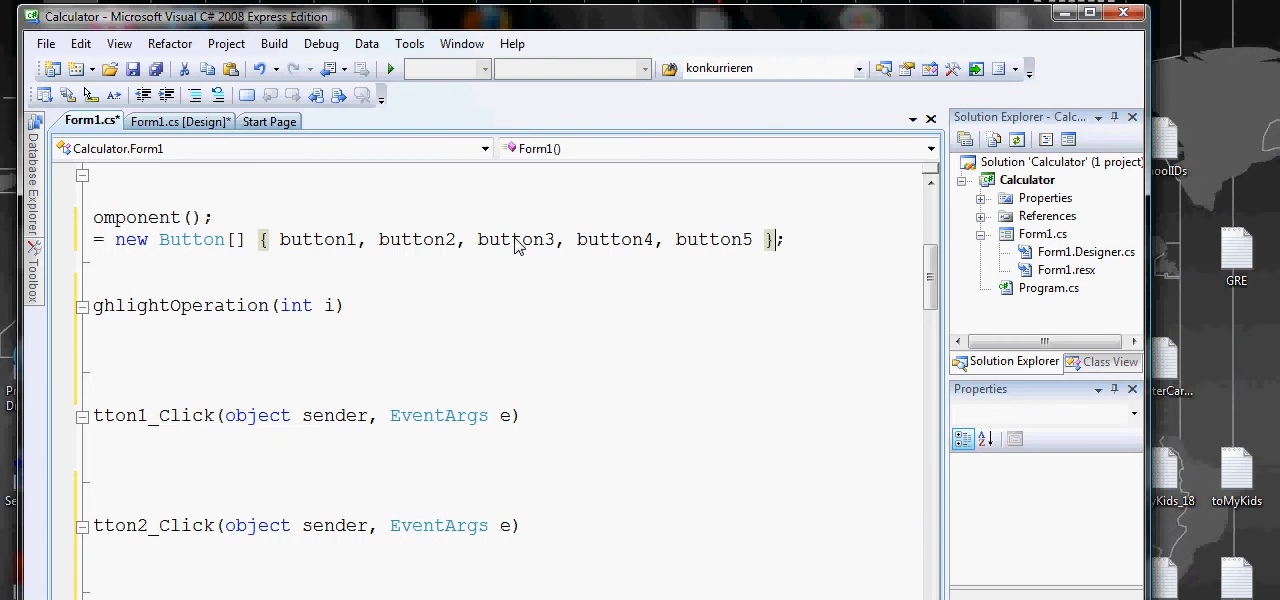 Calculator - Microsoft Visual C# 2008 Express Edition
File Edit View Refactor Project Build Debug Data Tools Window Help
konkurrieren
Form1.cs* Form1.cs [Design]* Start Page
Calculator.Form1 Form1()
omponent();
= new Button[] { button1, button2, button3, button4, button5 };
ghlightOperation(int i)
tton1_Click(object sender, EventArgs e)
tton2_Click(object sender, EventArgs e)
Database Explorer
Toolbox
Solution Explorer - Calc...
Solution 'Calculator' (1 project)
Calculator
Properties
References
Form1.cs
Form1.Designer.cs
Form1.resx
Program.cs
Solution Explorer Class View
Properties
oolIDs
GRE
terCar...
yKids_18
toMyKids